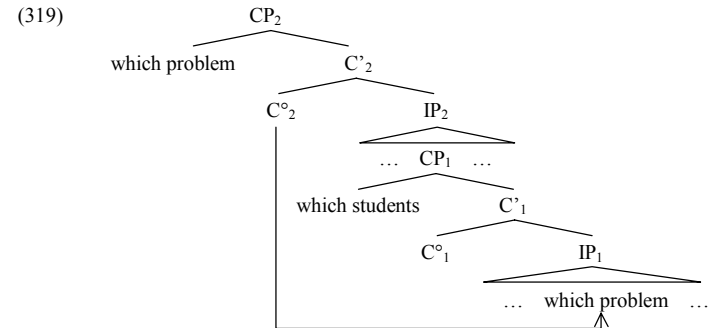 (319) CP₂
which problem C’₂
C°₂ IP₂
… CP₁ …
which students C’₁
C°₁ IP₁
… which problem …